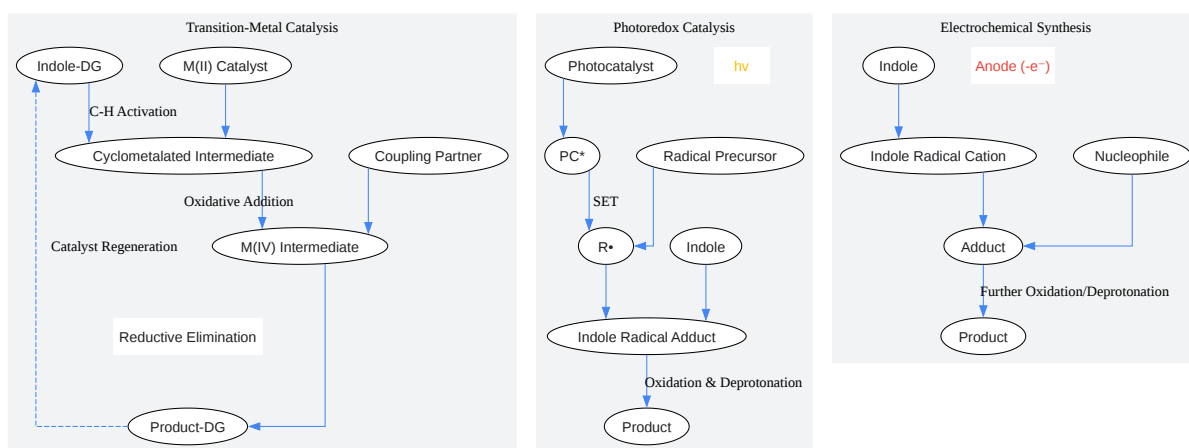 Transition-Metal Catalysis
Indole-DG
M(II) Catalyst
C-H Activation
Cyclometalated Intermediate
Coupling Partner
Oxidative Addition
M(IV) Intermediate
Catalyst Regeneration
Reductive Elimination
Product-DG
Photoredox Catalysis
Photocatalyst
hv
PC*
Radical Precursor
SET
R•
Indole
Indole Radical Adduct
Oxidation & Deprotonation
Product
Electrochemical Synthesis
Indole
Anode (-e⁻)
Indole Radical Cation
Nucleophile
Adduct
Further Oxidation/Deprotonation
Product